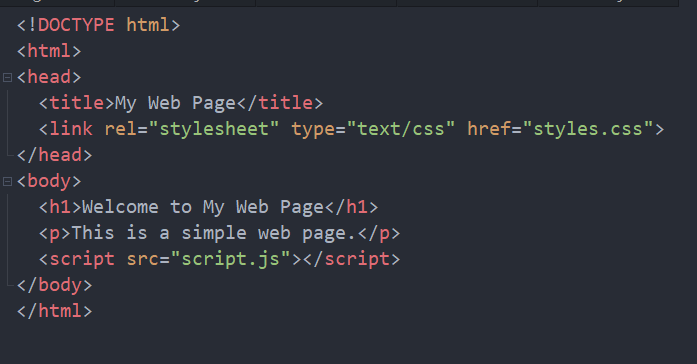 <!DOCTYPE html>
<html>
<head>
  <title>My Web Page</title>
  <link rel="stylesheet" type="text/css" href="styles.css">
</head>
<body>
  <h1>Welcome to My Web Page</h1>
  <p>This is a simple web page.</p>
  <script src="script.js"></script>
</body>
</html>